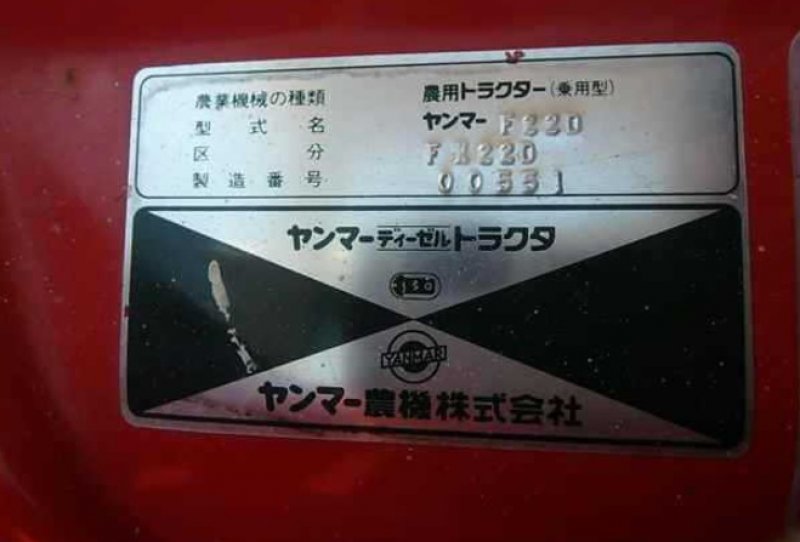 農業機械の種類 農用トラクター(乗用型)
型式名 ヤンマー F220
区分 FX220
製造番号 00551
ヤンマーディーゼルトラクタ
YANMAR
ヤンマー農機株式会社